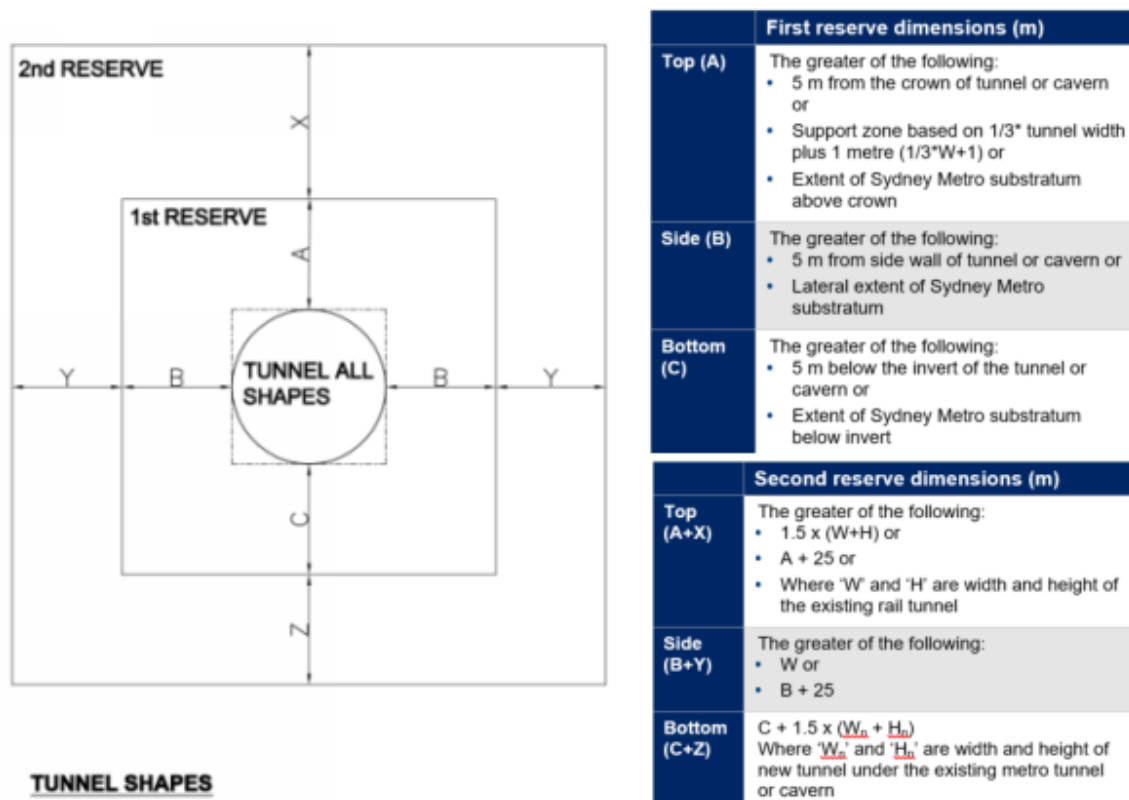 2nd RESERVE
X
1st RESERVE
A
TUNNEL ALL
SHAPES
Y
B
B
Y
C
Z
TUNNEL SHAPES
First reserve dimensions (m)
Top (A)
The greater of the following:
• 5 m from the crown of tunnel or cavern
or
• Support zone based on 1/3* tunnel width
plus 1 metre (1/3*W+1) or
• Extent of Sydney Metro substratum
above crown
Side (B)
The greater of the following:
• 5 m from side wall of tunnel or cavern or
• Lateral extent of Sydney Metro
substratum
Bottom
(C)
The greater of the following:
• 5 m below the invert of the tunnel or
cavern or
• Extent of Sydney Metro substratum
below invert
Second reserve dimensions (m)
Top
(A+X)
The greater of the following:
• 1.5 x (W+H) or
• A + 25 or
• Where 'W' and 'H' are width and height of
the existing rail tunnel
Side
(B+Y)
The greater of the following:
• W or
• B + 25
Bottom
(C+Z)
C + 1.5 x (Wn + Hn)
Where 'Wn' and 'Hn' are width and height of
new tunnel under the existing metro tunnel
or cavern